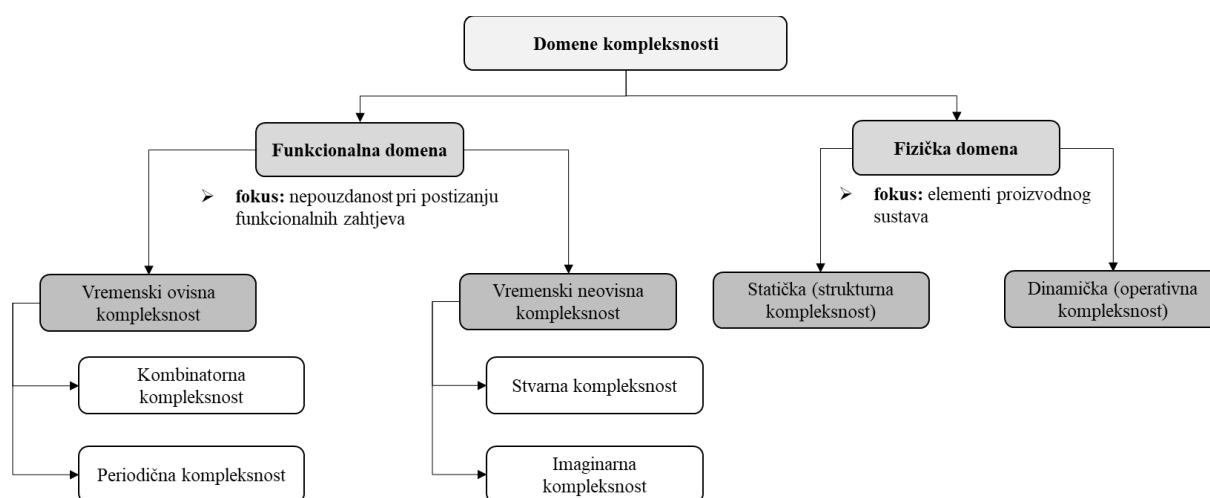 Domene kompleksnosti
Funkcionalna domena
➢ fokus: nepouzdanost pri postizanju
funkcionalnih zahtjeva
Fizička domena
➢ fokus: elementi proizvodnog
sustava
Vremenski ovisna
kompleksnost
Kombinatorna
kompleksnost
Periodična kompleksnost
Vremenski neovisna
kompleksnost
Stvarna kompleksnost
Imaginarna
kompleksnost
Statička (strukturna
kompleksnost)
Dinamička (operativna
kompleksnost)